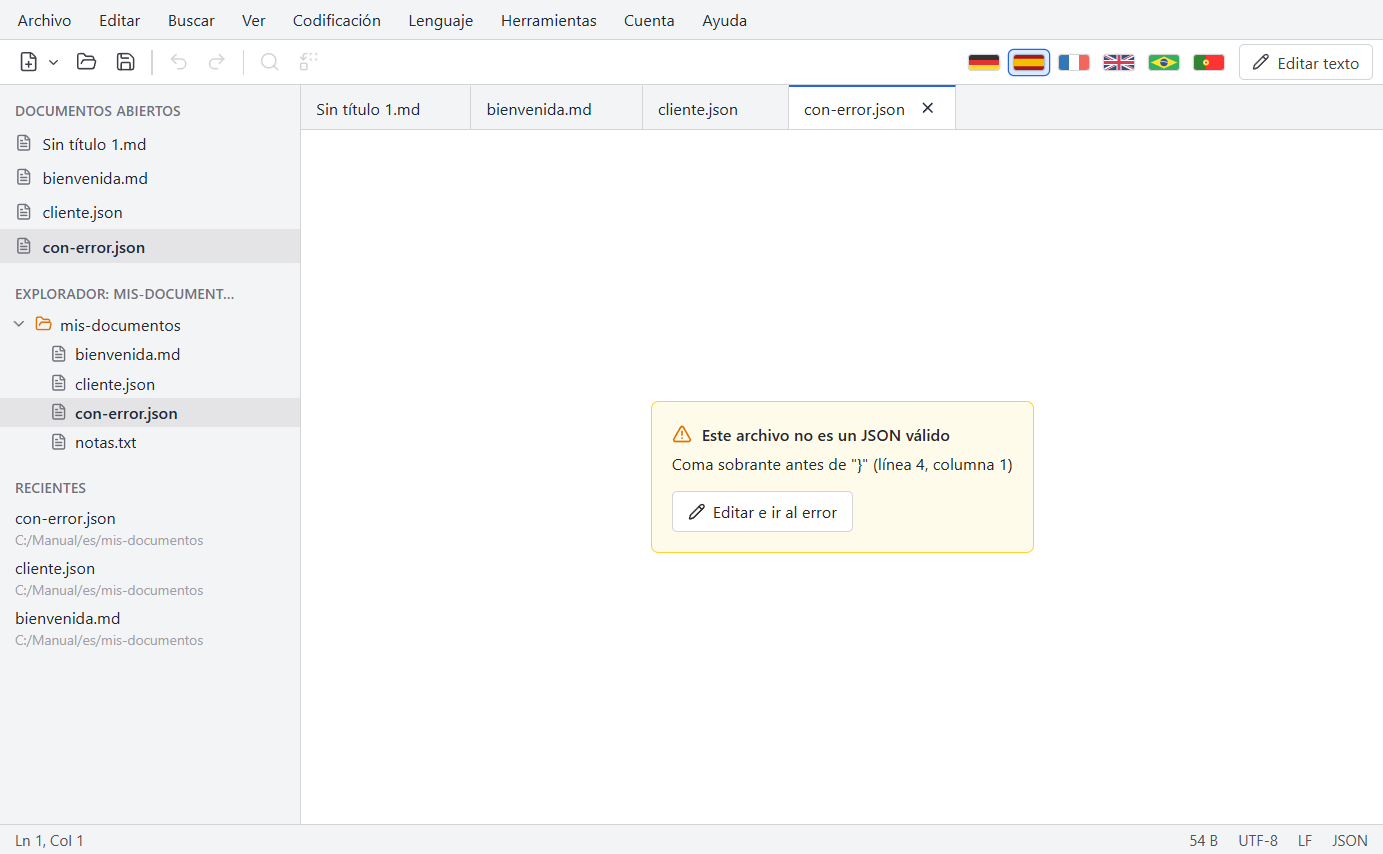 Archivo Editar Buscar Ver Codificación Lenguaje Herramientas Cuenta Ayuda
Editar texto
DOCUMENTOS ABIERTOS
Sin título 1.md
bienvenida.md
cliente.json
con-error.json
EXPLORADOR: MIS-DOCUMENT...
mis-documentos
bienvenida.md
cliente.json
con-error.json
notas.txt
RECIENTES
con-error.json
C:/Manual/es/mis-documentos
cliente.json
C:/Manual/es/mis-documentos
bienvenida.md
C:/Manual/es/mis-documentos
Sin título 1.md bienvenida.md cliente.json con-error.json
Este archivo no es un JSON válido
Coma sobrante antes de "}" (línea 4, columna 1)
Editar e ir al error
Ln 1, Col 1 54 B UTF-8 LF JSON